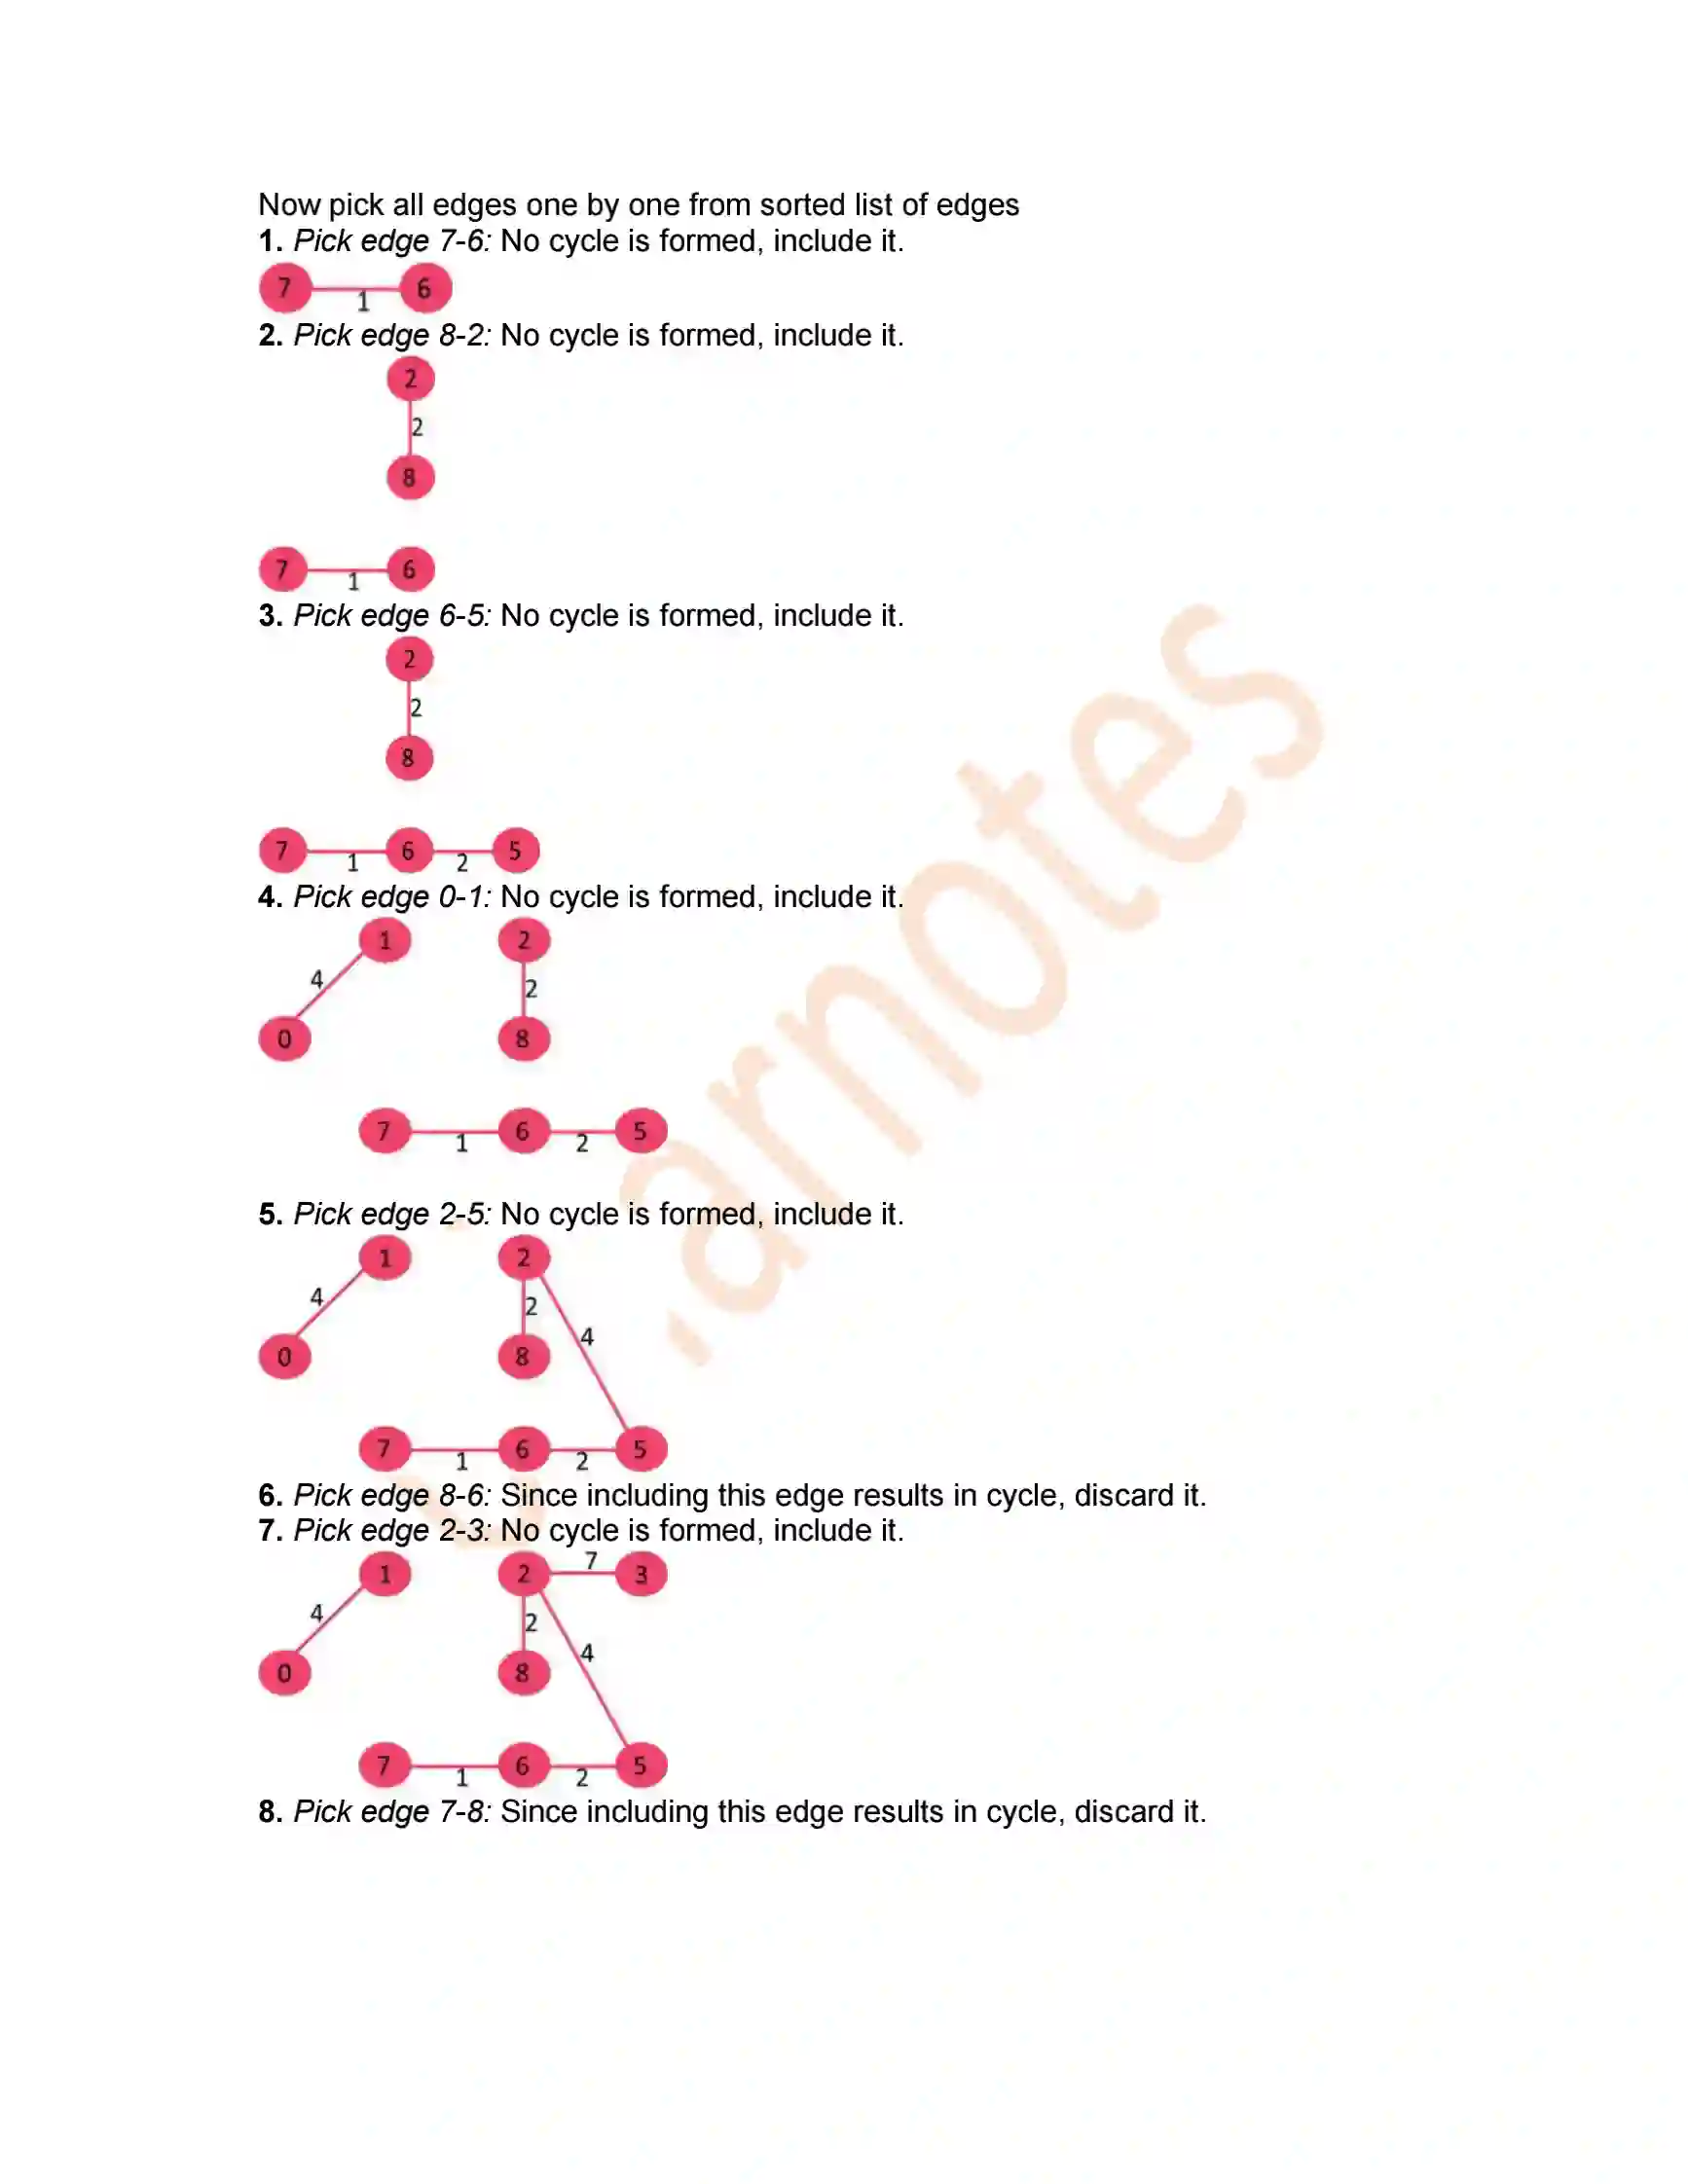 Now pick all edges one by one from sorted list of edges
1. Pick edge 7-6: No cycle is formed, include it.
7 1 6
2. Pick edge 8-2: No cycle is formed, include it.
2
2
8
7 1 6
3. Pick edge 6-5: No cycle is formed, include it.
2
2
8
7 1 6 2 5
4. Pick edge 0-1: No cycle is formed, include it.
1 2
4 2
0 8
7 1 6 2 5
5. Pick edge 2-5: No cycle is formed, include it.
1 2
4 2 4
0 8
7 1 6 2 5
6. Pick edge 8-6: Since including this edge results in cycle, discard it.
7. Pick edge 2-3: No cycle is formed, include it.
1 2 7 3
4 2 4
0 8
7 1 6 2 5
8. Pick edge 7-8: Since including this edge results in cycle, discard it.